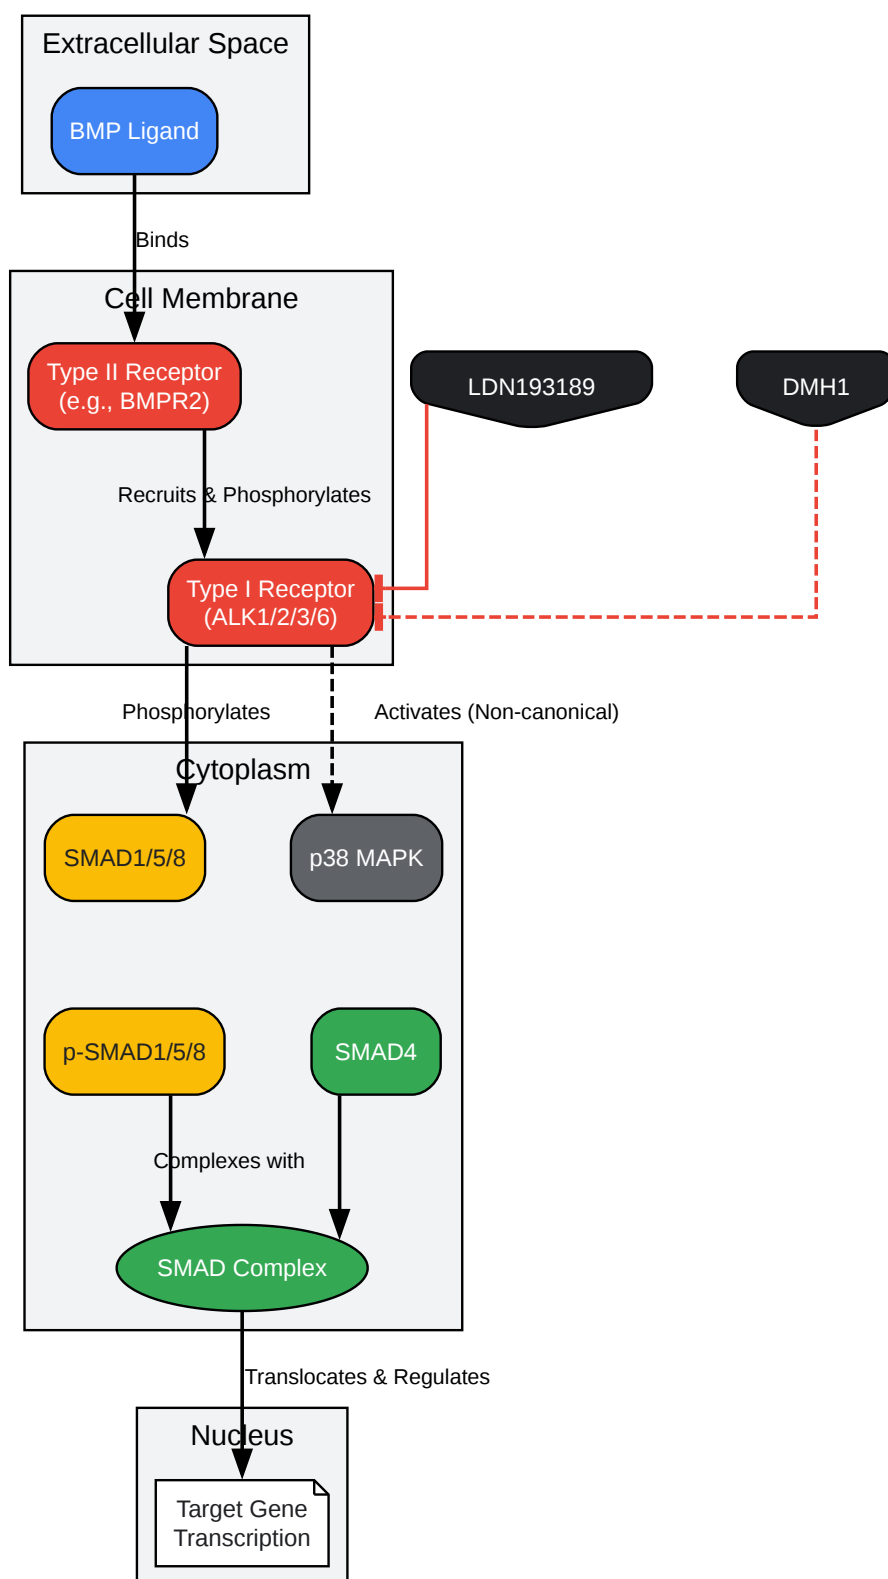 Extracellular Space
BMP Ligand
Binds
Cell Membrane
Type II Receptor
(e.g., BMPR2)
LDN193189
DMH1
Recruits & Phosphorylates
Type I Receptor
(ALK1/2/3/6)
Phosphorylates
Activates (Non-canonical)
Cytoplasm
SMAD1/5/8
p38 MAPK
p-SMAD1/5/8
SMAD4
Complexes with
SMAD Complex
Translocates & Regulates
Nucleus
Target Gene
Transcription